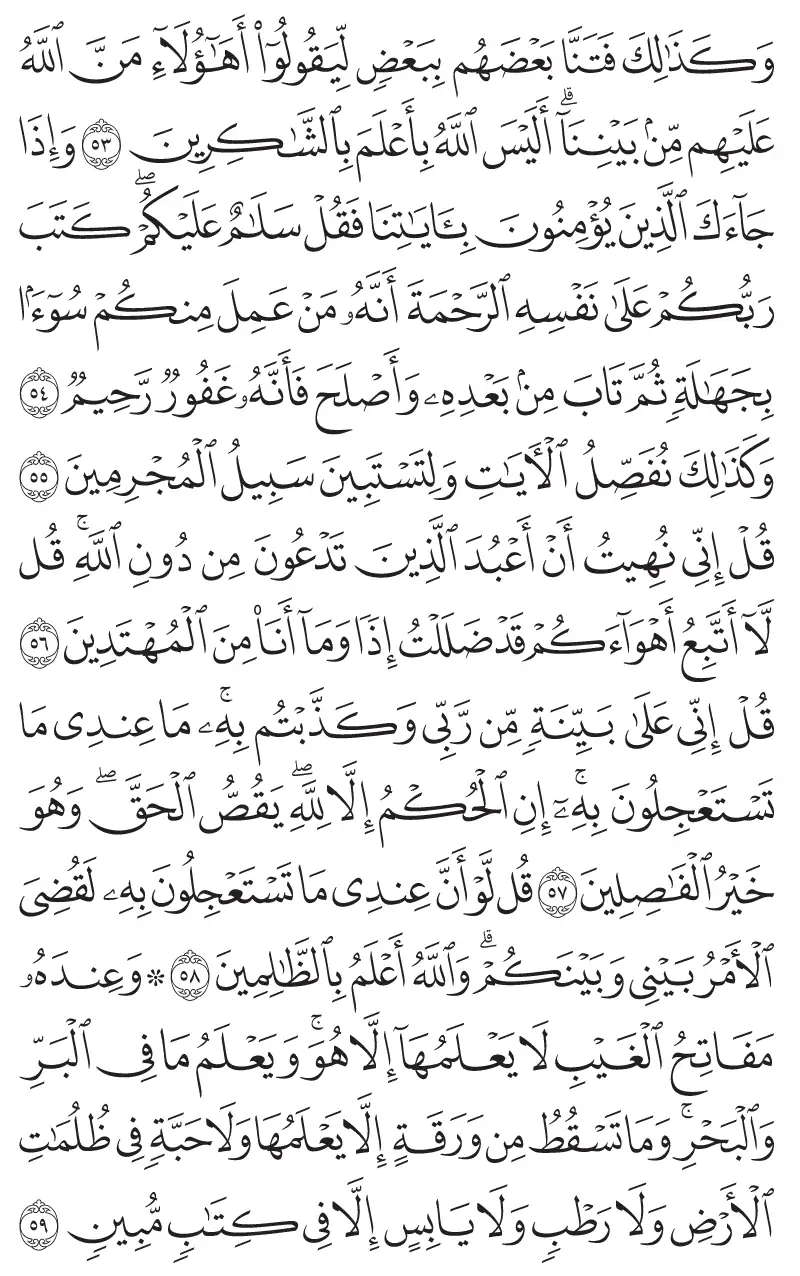 وَكَذَٰلِكَ فَتَنَّا بَعْضَهُم بِبَعْضٍ لِّيَقُولُوٓا۟ أَهَـٰٓؤُلَآءِ مَنَّ ٱللَّهُ
عَلَيْهِم مِّنۢ بَيْنِنَآ ۗ أَلَيْسَ ٱللَّهُ بِأَعْلَمَ بِٱلشَّـٰكِرِينَ ۝٥٣ وَإِذَا
جَآءَكَ ٱلَّذِينَ يُؤْمِنُونَ بِـَٔايَـٰتِنَا فَقُلْ سَلَـٰمٌ عَلَيْكُمْ ۖ كَتَبَ
رَبُّكُمْ عَلَىٰ نَفْسِهِ ٱلرَّحْمَةَ أَنَّهُۥ مَنْ عَمِلَ مِنكُمْ سُوٓءًۢا
بِجَهَـٰلَةٍ ثُمَّ تَابَ مِنۢ بَعْدِهِۦ وَأَصْلَحَ فَأَنَّهُۥ غَفُورٌ رَّحِيمٌ ۝٥٤
وَكَذَٰلِكَ نُفَصِّلُ ٱلْـَٔايَـٰتِ وَلِتَسْتَبِينَ سَبِيلُ ٱلْمُجْرِمِينَ ۝٥٥
قُلْ إِنِّى نُهِيتُ أَنْ أَعْبُدَ ٱلَّذِينَ تَدْعُونَ مِن دُونِ ٱللَّهِ ۚ قُل
لَّآ أَتَّبِعُ أَهْوَآءَكُمْ قَدْ ضَلَلْتُ إِذًا وَمَآ أَنَا۠ مِنَ ٱلْمُهْتَدِينَ ۝٥٦
قُلْ إِنِّى عَلَىٰ بَيِّنَةٍ مِّن رَّبِّى وَكَذَّبْتُم بِهِۦ ۚ مَا عِندِى مَا
تَسْتَعْجِلُونَ بِهِۦٓ ۚ إِنِ ٱلْحُكْمُ إِلَّا لِلَّهِ ۖ يَقُصُّ ٱلْحَقَّ ۖ وَهُوَ
خَيْرُ ٱلْفَـٰصِلِينَ ۝٥٧ قُل لَّوْ أَنَّ عِندِى مَا تَسْتَعْجِلُونَ بِهِۦ لَقُضِىَ
ٱلْأَمْرُ بَيْنِى وَبَيْنَكُمْ ۗ وَٱللَّهُ أَعْلَمُ بِٱلظَّـٰلِمِينَ ۝٥٨ * وَعِندَهُۥ
مَفَاتِحُ ٱلْغَيْبِ لَا يَعْلَمُهَآ إِلَّا هُوَ ۚ وَيَعْلَمُ مَا فِى ٱلْبَرِّ
وَٱلْبَحْرِ ۚ وَمَا تَسْقُطُ مِن وَرَقَةٍ إِلَّا يَعْلَمُهَا وَلَا حَبَّةٍ فِى ظُلُمَـٰتِ
ٱلْأَرْضِ وَلَا رَطْبٍ وَلَا يَابِسٍ إِلَّا فِى كِتَـٰبٍ مُّبِينٍ ۝٥٩